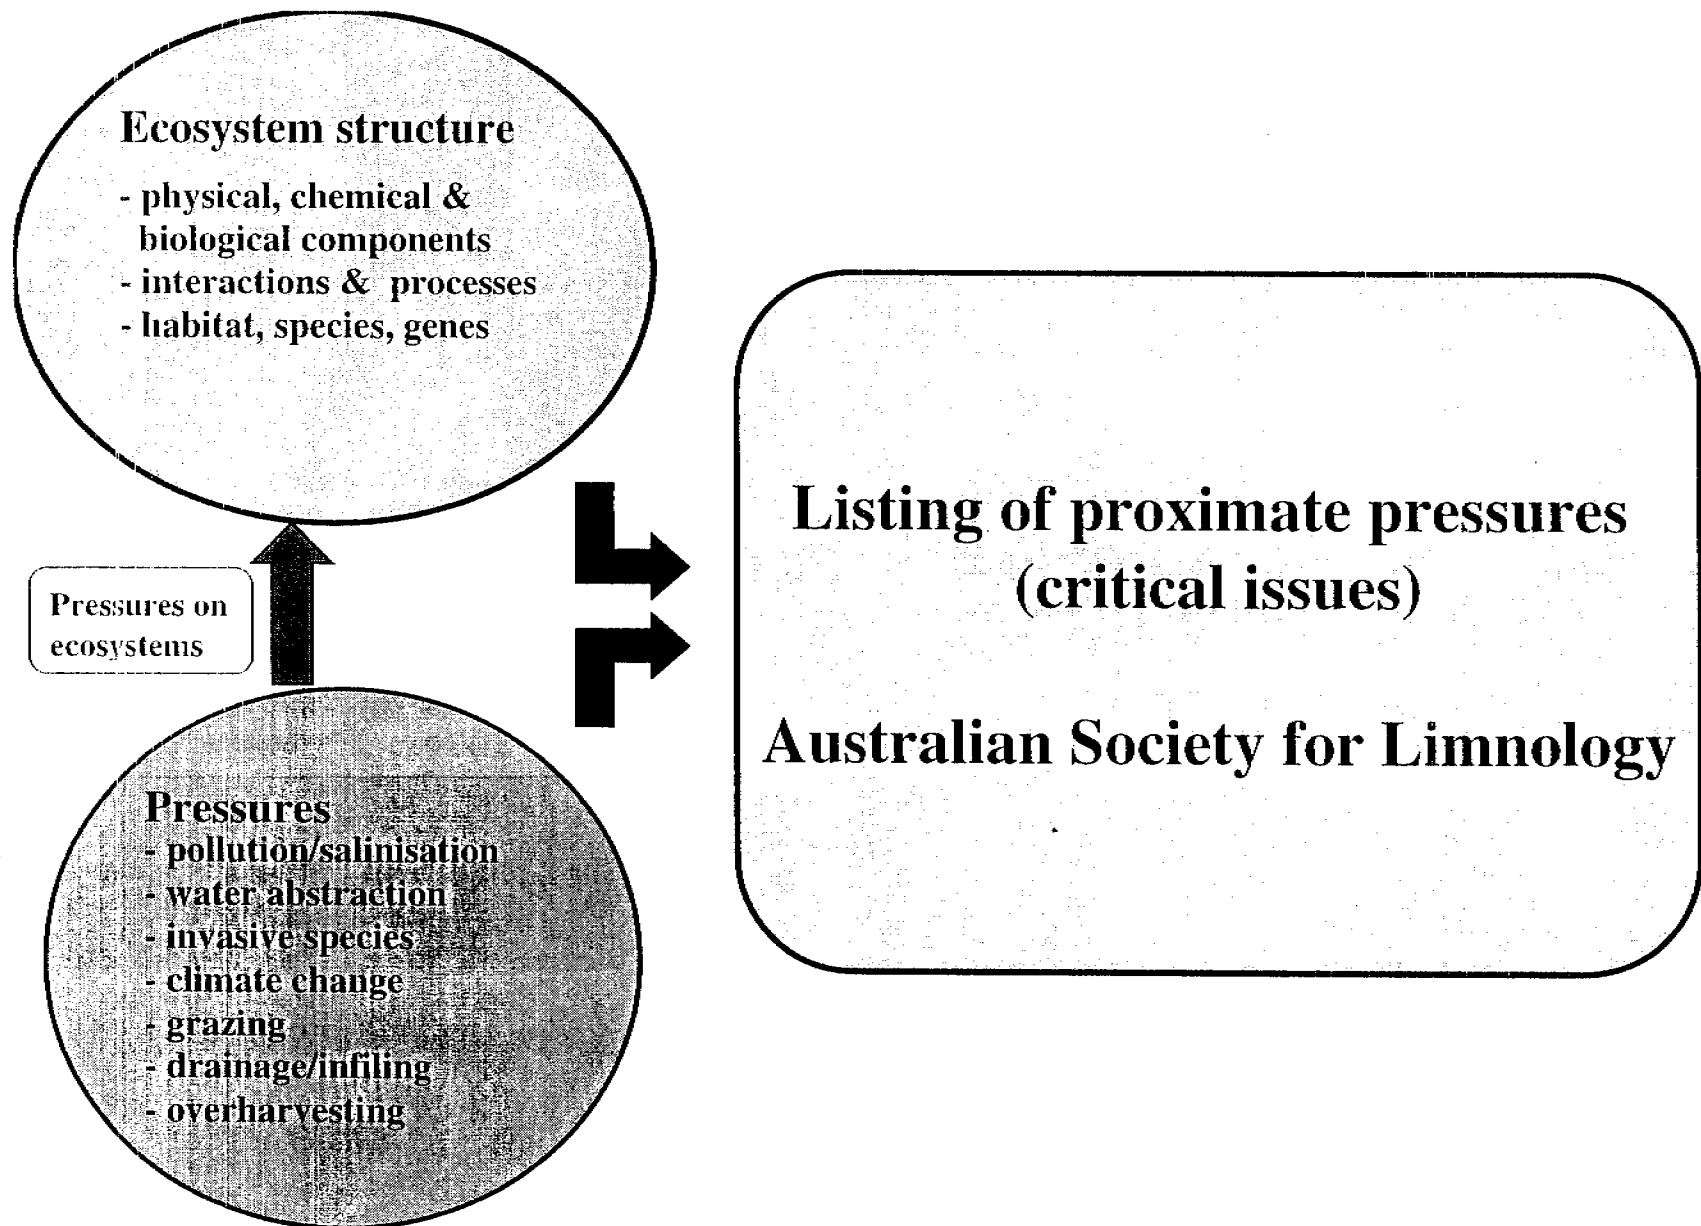 Ecosystem structure
- physical, chemical &
biological components
- interactions & processes
- habitat, species, genes
Pressures on
ecosystems
Pressures
- pollution/salinisation
- water abstraction
- invasive species
- climate change
- grazing
- drainage/infiling
- overharvesting
Listing of proximate pressures
(critical issues)
Australian Society for Limnology